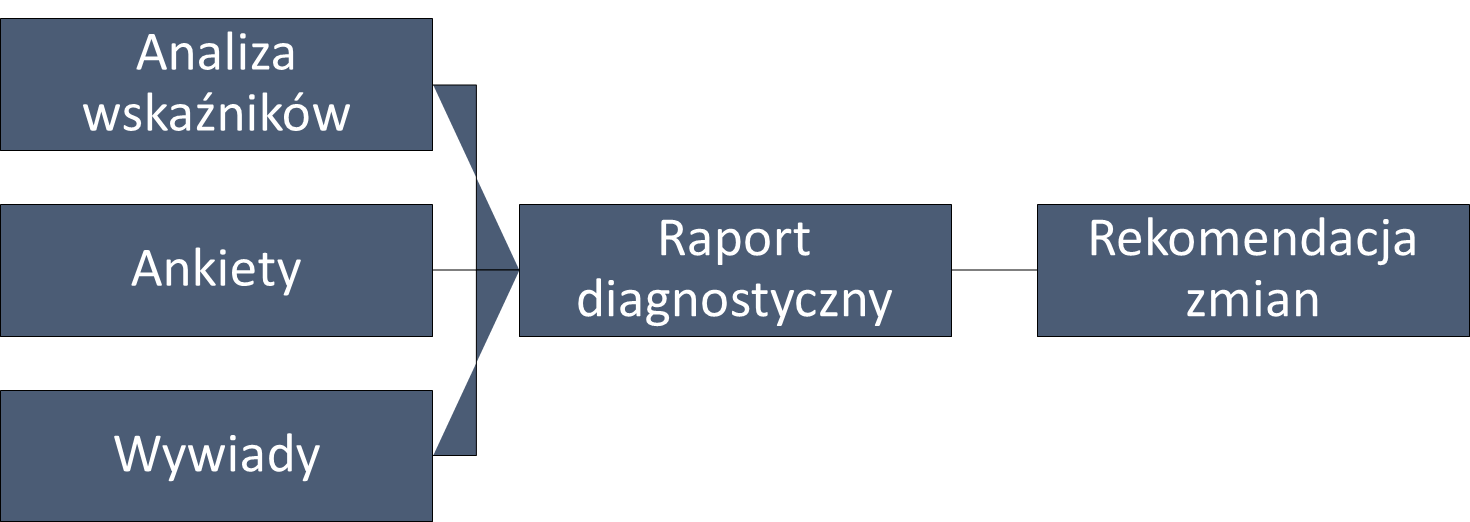 Analiza
wskaźników
Ankiety
Wywiady
Raport
diagnostyczny
Rekomendacja
zmian